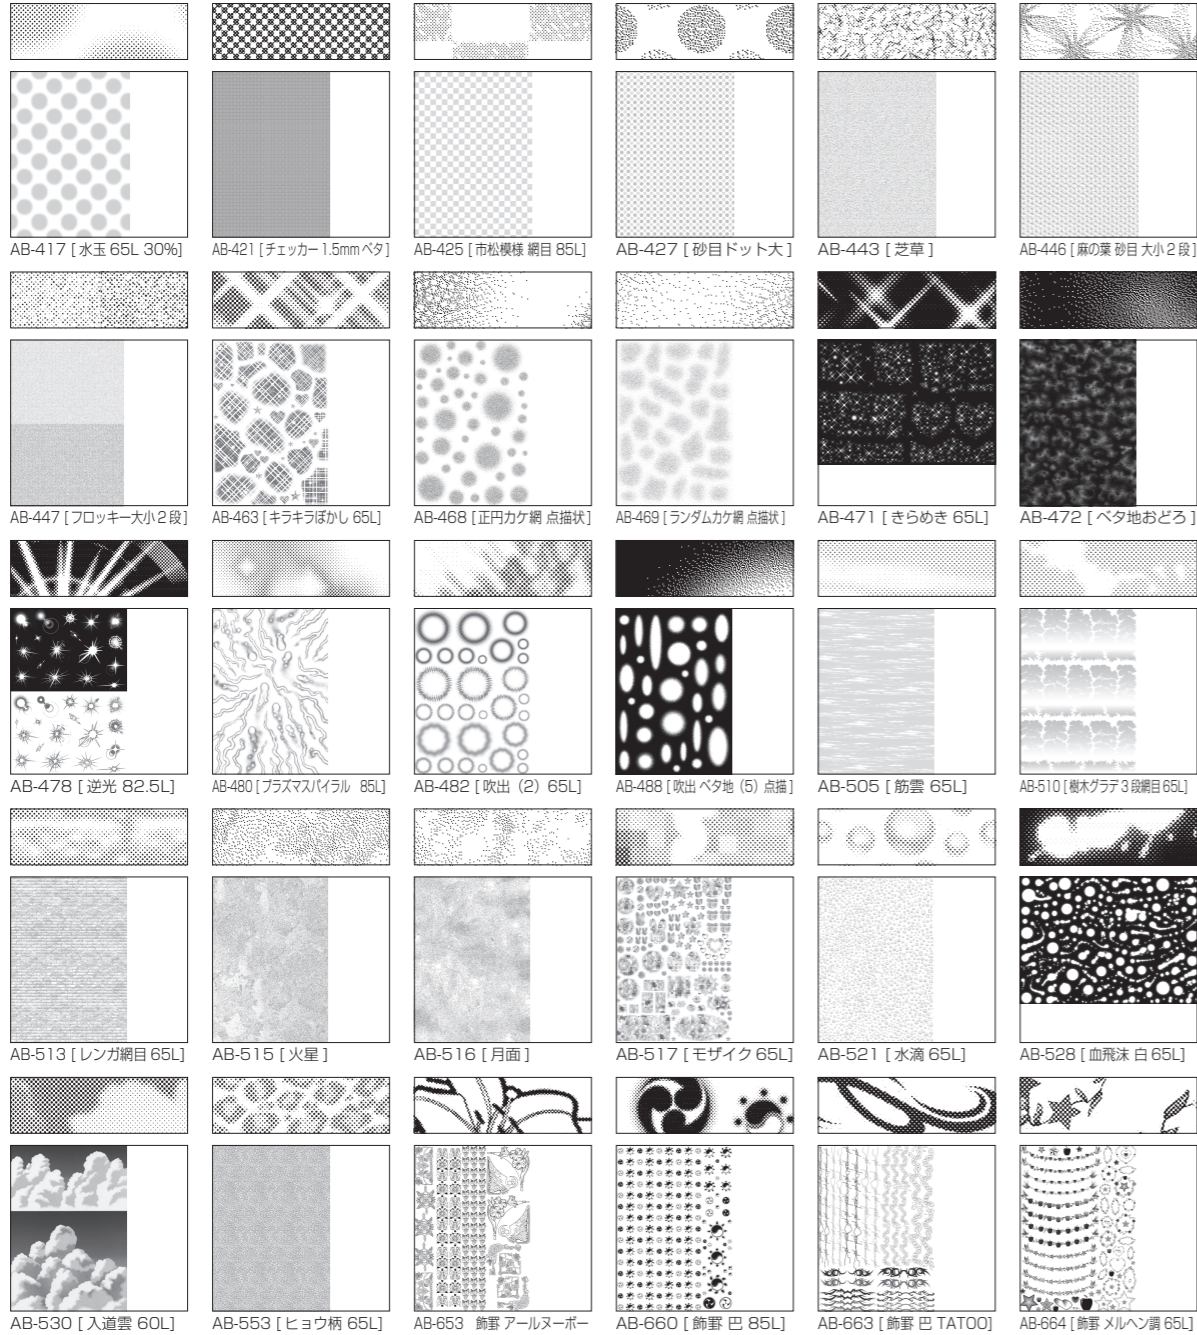 AB-417 [ 水玉 65L 30%]
AB-421 [ チェッカー 1.5mm ベタ ]
AB-425 [ 市松模様 網目 85L]
AB-427 [ 砂目ドット大 ]
AB-443 [ 芝草 ]
AB-446 [ 麻の葉 砂目 大小2段 ]
AB-447 [ フロッキー大小2段 ]
AB-463 [ キラキラぼかし 65L]
AB-468 [ 正円カケ網 点描状 ]
AB-469 [ ランダムカケ網 点描状 ]
AB-471 [ きらめき 65L]
AB-472 [ ベタ地おどろ ]
AB-478 [ 逆光 82.5L]
AB-480 [ プラズマスパイラル 85L]
AB-482 [ 吹出（2）65L]
AB-488 [ 吹出 ベタ地（5）点描 ]
AB-505 [ 筋雲 65L]
AB-510 [ 樹木グラデ3段網目 65L]
AB-513 [ レンガ網目 65L]
AB-515 [ 火星 ]
AB-516 [ 月面 ]
AB-517 [ モザイク 65L]
AB-521 [ 水滴 65L]
AB-528 [ 血飛沫 白 65L]
AB-530 [ 入道雲 60L]
AB-553 [ ヒョウ柄 65L]
AB-653 飾罫 アールヌーボー
AB-660 [ 飾罫 巴 85L]
AB-663 [ 飾罫 巴 TATOO]
AB-664 [ 飾罫 メルヘン調 65L]